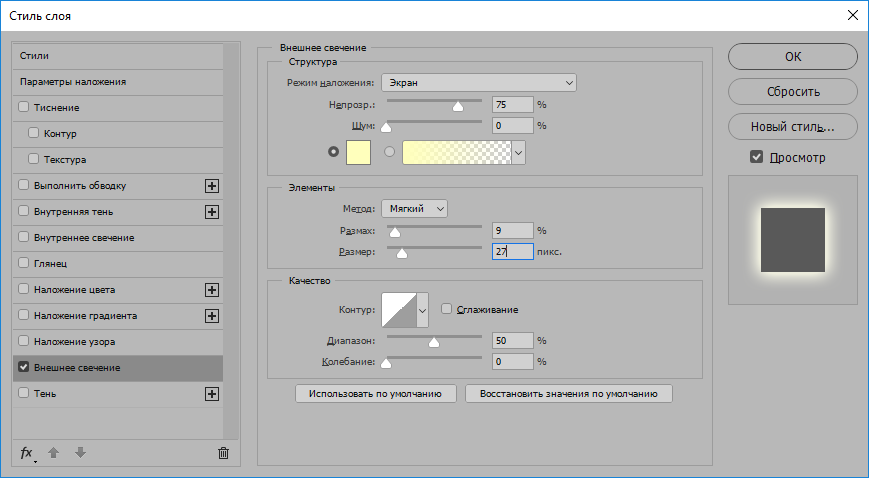 Стиль слоя
Стили
Параметры наложения
Тиснение
Контур
Текстура
Выполнить обводку
Внутренняя тень
Внутреннее свечение
Глянец
Наложение цвета
Наложение градиента
Наложение узора
Внешнее свечение
Тень
fx
Внешнее свечение
Структура
Режим наложения: Экран
Непрозр.: 75 %
Шум: 0 %
Элементы
Метод: Мягкий
Размах: 9 %
Размер: 27 пикс.
Качество
Контур: Сглаживание
Диапазон: 50 %
Колебание: 0 %
Использовать по умолчанию Восстановить значения по умолчанию
ОК
Сбросить
Новый стиль...
Просмотр